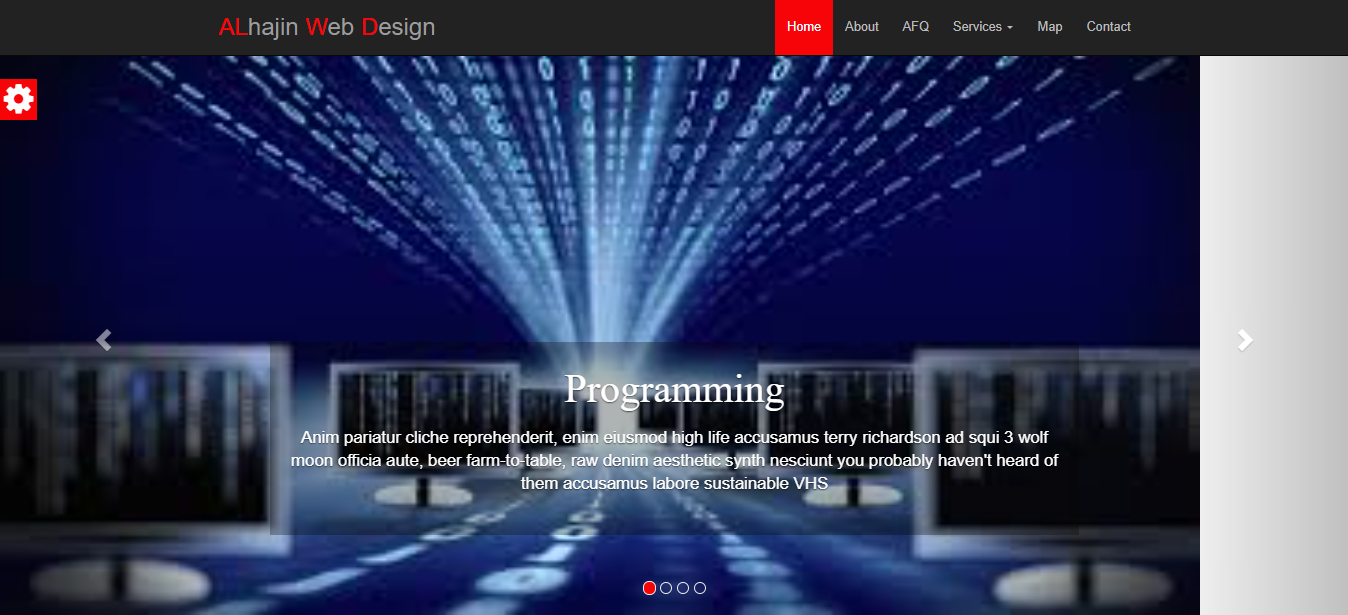 ALhajin Web Design
Home About AFQ Services Map Contact
Programming
Anim pariatur cliche reprehenderit, enim eiusmod high life accusamus terry richardson ad squi 3 wolf
moon officia aute, beer farm-to-table, raw denim aesthetic synth nesciunt you probably haven't heard of
them accusamus labore sustainable VHS